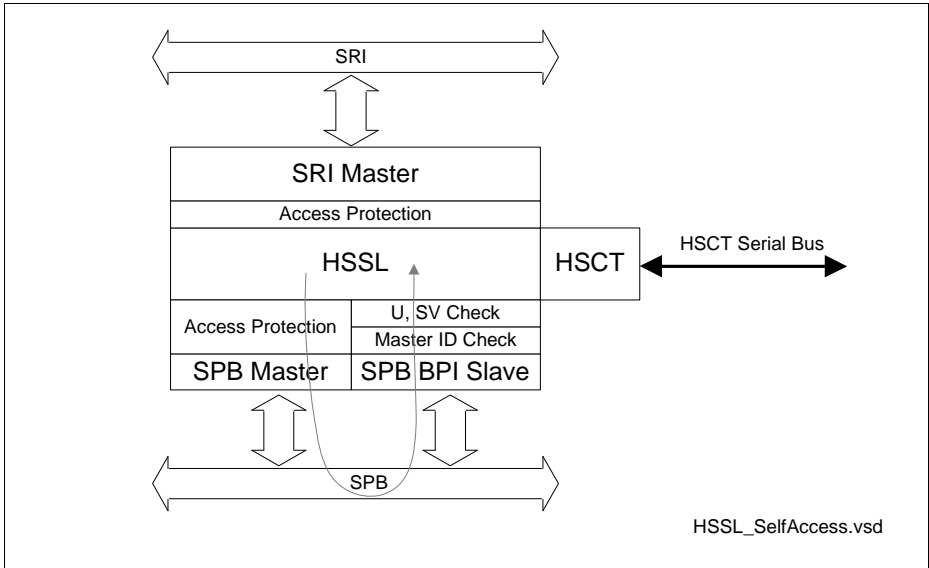 SRI
SRI Master
Access Protection
HSSL
HSCT
HSCT Serial Bus
Access Protection
U, SV Check
Master ID Check
SPB Master
SPB BPI Slave
SPB
HSSL_SelfAccess.vsd